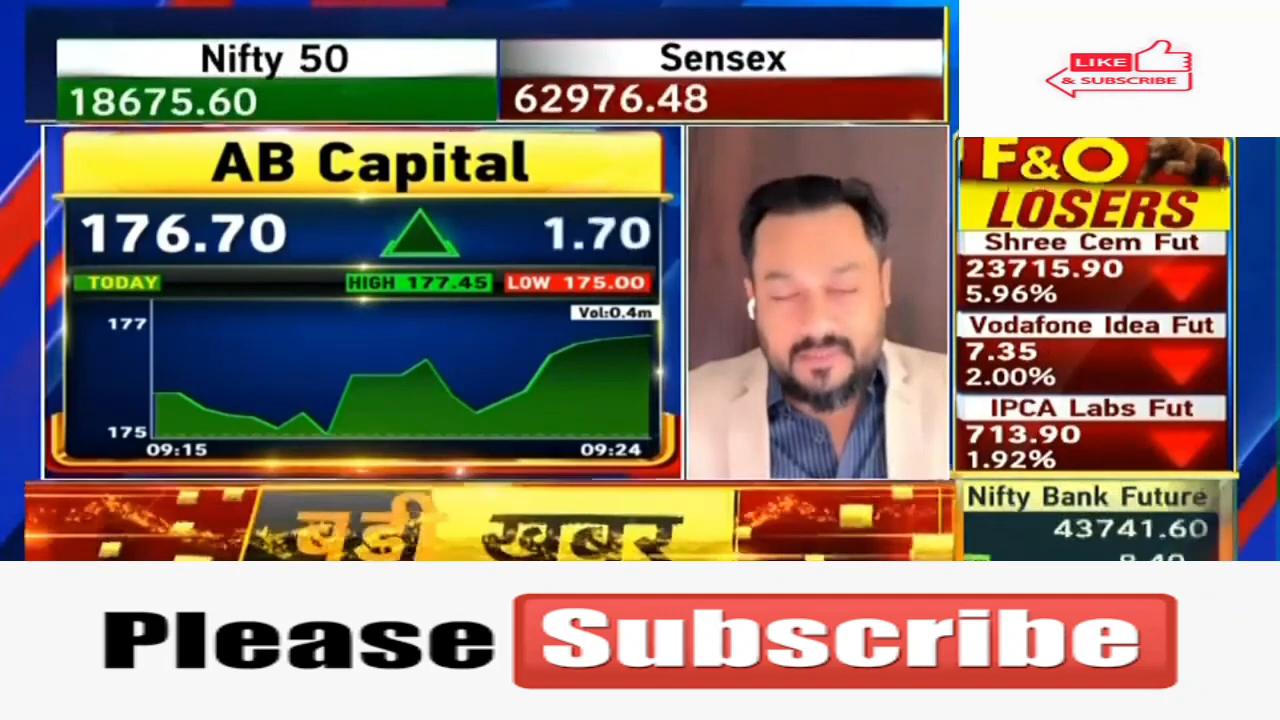 Nifty 50
18675.60
Sensex
62976.48
LIKE
& SUBSCRIBE
AB Capital
176.70
1.70
TODAY
HIGH 177.45
LOW 175.00
Vol:0.4m
177
175
09:15
09:24
F&O
LOSERS
Shree Cem Fut
23715.90
5.96%
Vodafone Idea Fut
7.35
2.00%
IPCA Labs Fut
713.90
1.92%
Nifty Bank Future
43741.60
बड़ी खबर
Please Subscribe